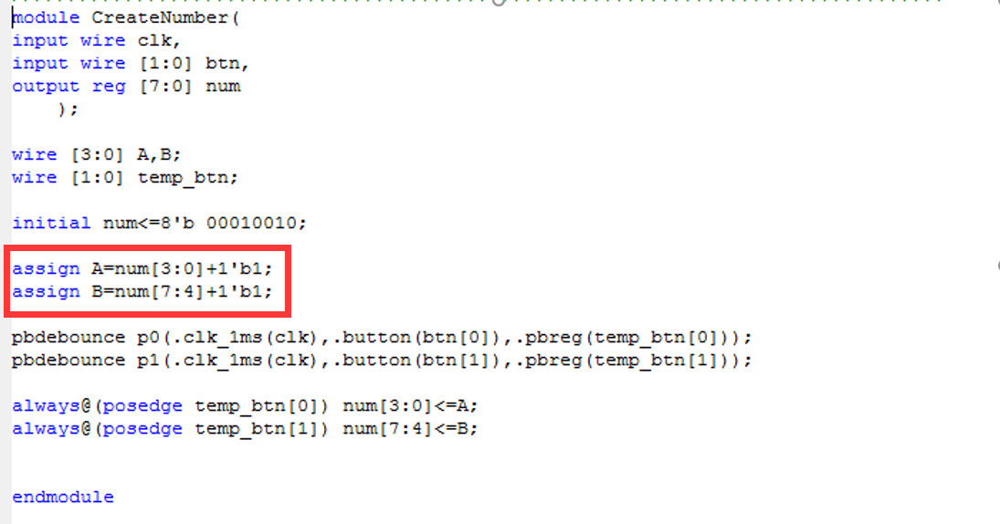 module CreateNumber(
input wire clk,
input wire [1:0] btn,
output reg [7:0] num
    );
wire [3:0] A,B;
wire [1:0] temp_btn;
initial num<=8'b 00010010;
assign A=num[3:0]+1'b1;
assign B=num[7:4]+1'b1;
pbdebounce p0(.clk_1ms(clk),.button(btn[0]),.pbreg(temp_btn[0]));
pbdebounce p1(.clk_1ms(clk),.button(btn[1]),.pbreg(temp_btn[1]));
always@(posedge temp_btn[0]) num[3:0]<=A;
always@(posedge temp_btn[1]) num[7:4]<=B;
endmodule